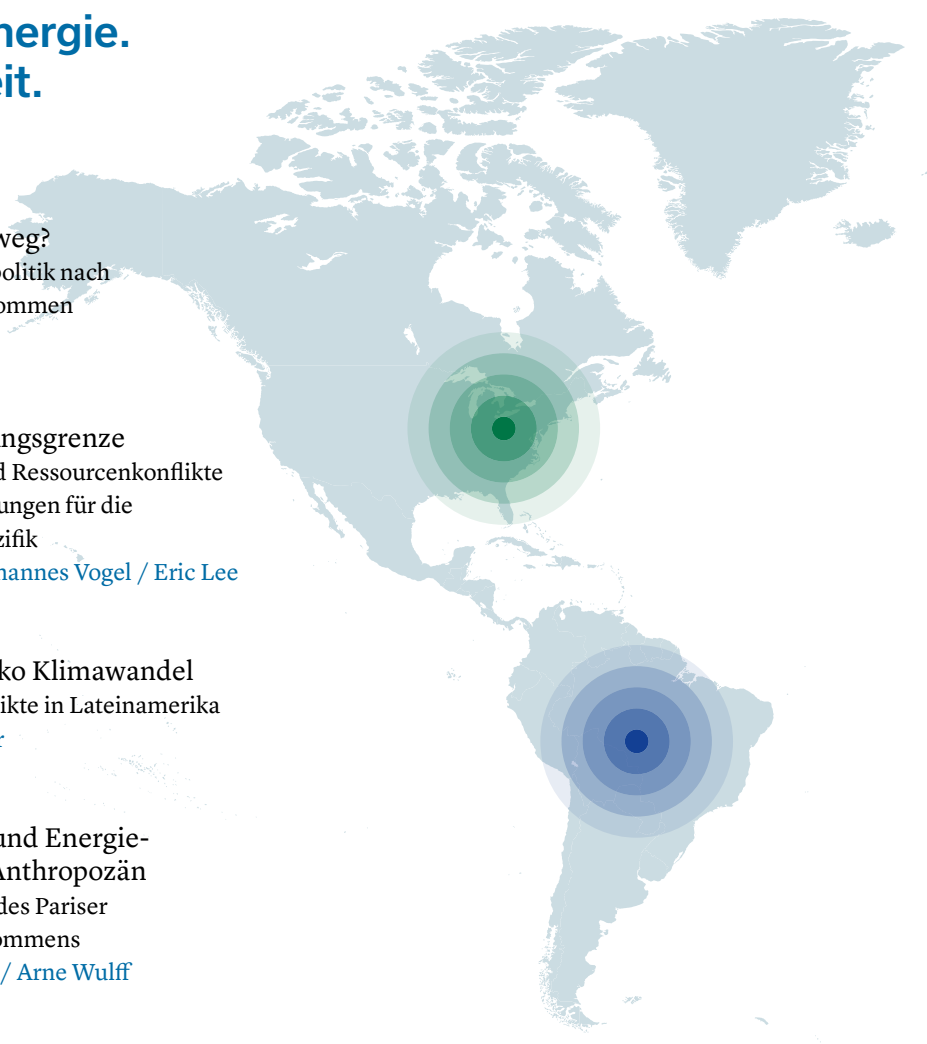 nergie.
eit.
weg?
politik nach
ommen
ngsgrenze
d Ressourcenkonflikte
ungen für die
zifik
hannes Vogel / Eric Lee
ko Klimawandel
ikte in Lateinamerika
r
und Energie-
Anthropozän
des Pariser
ommens
/ Arne Wulff